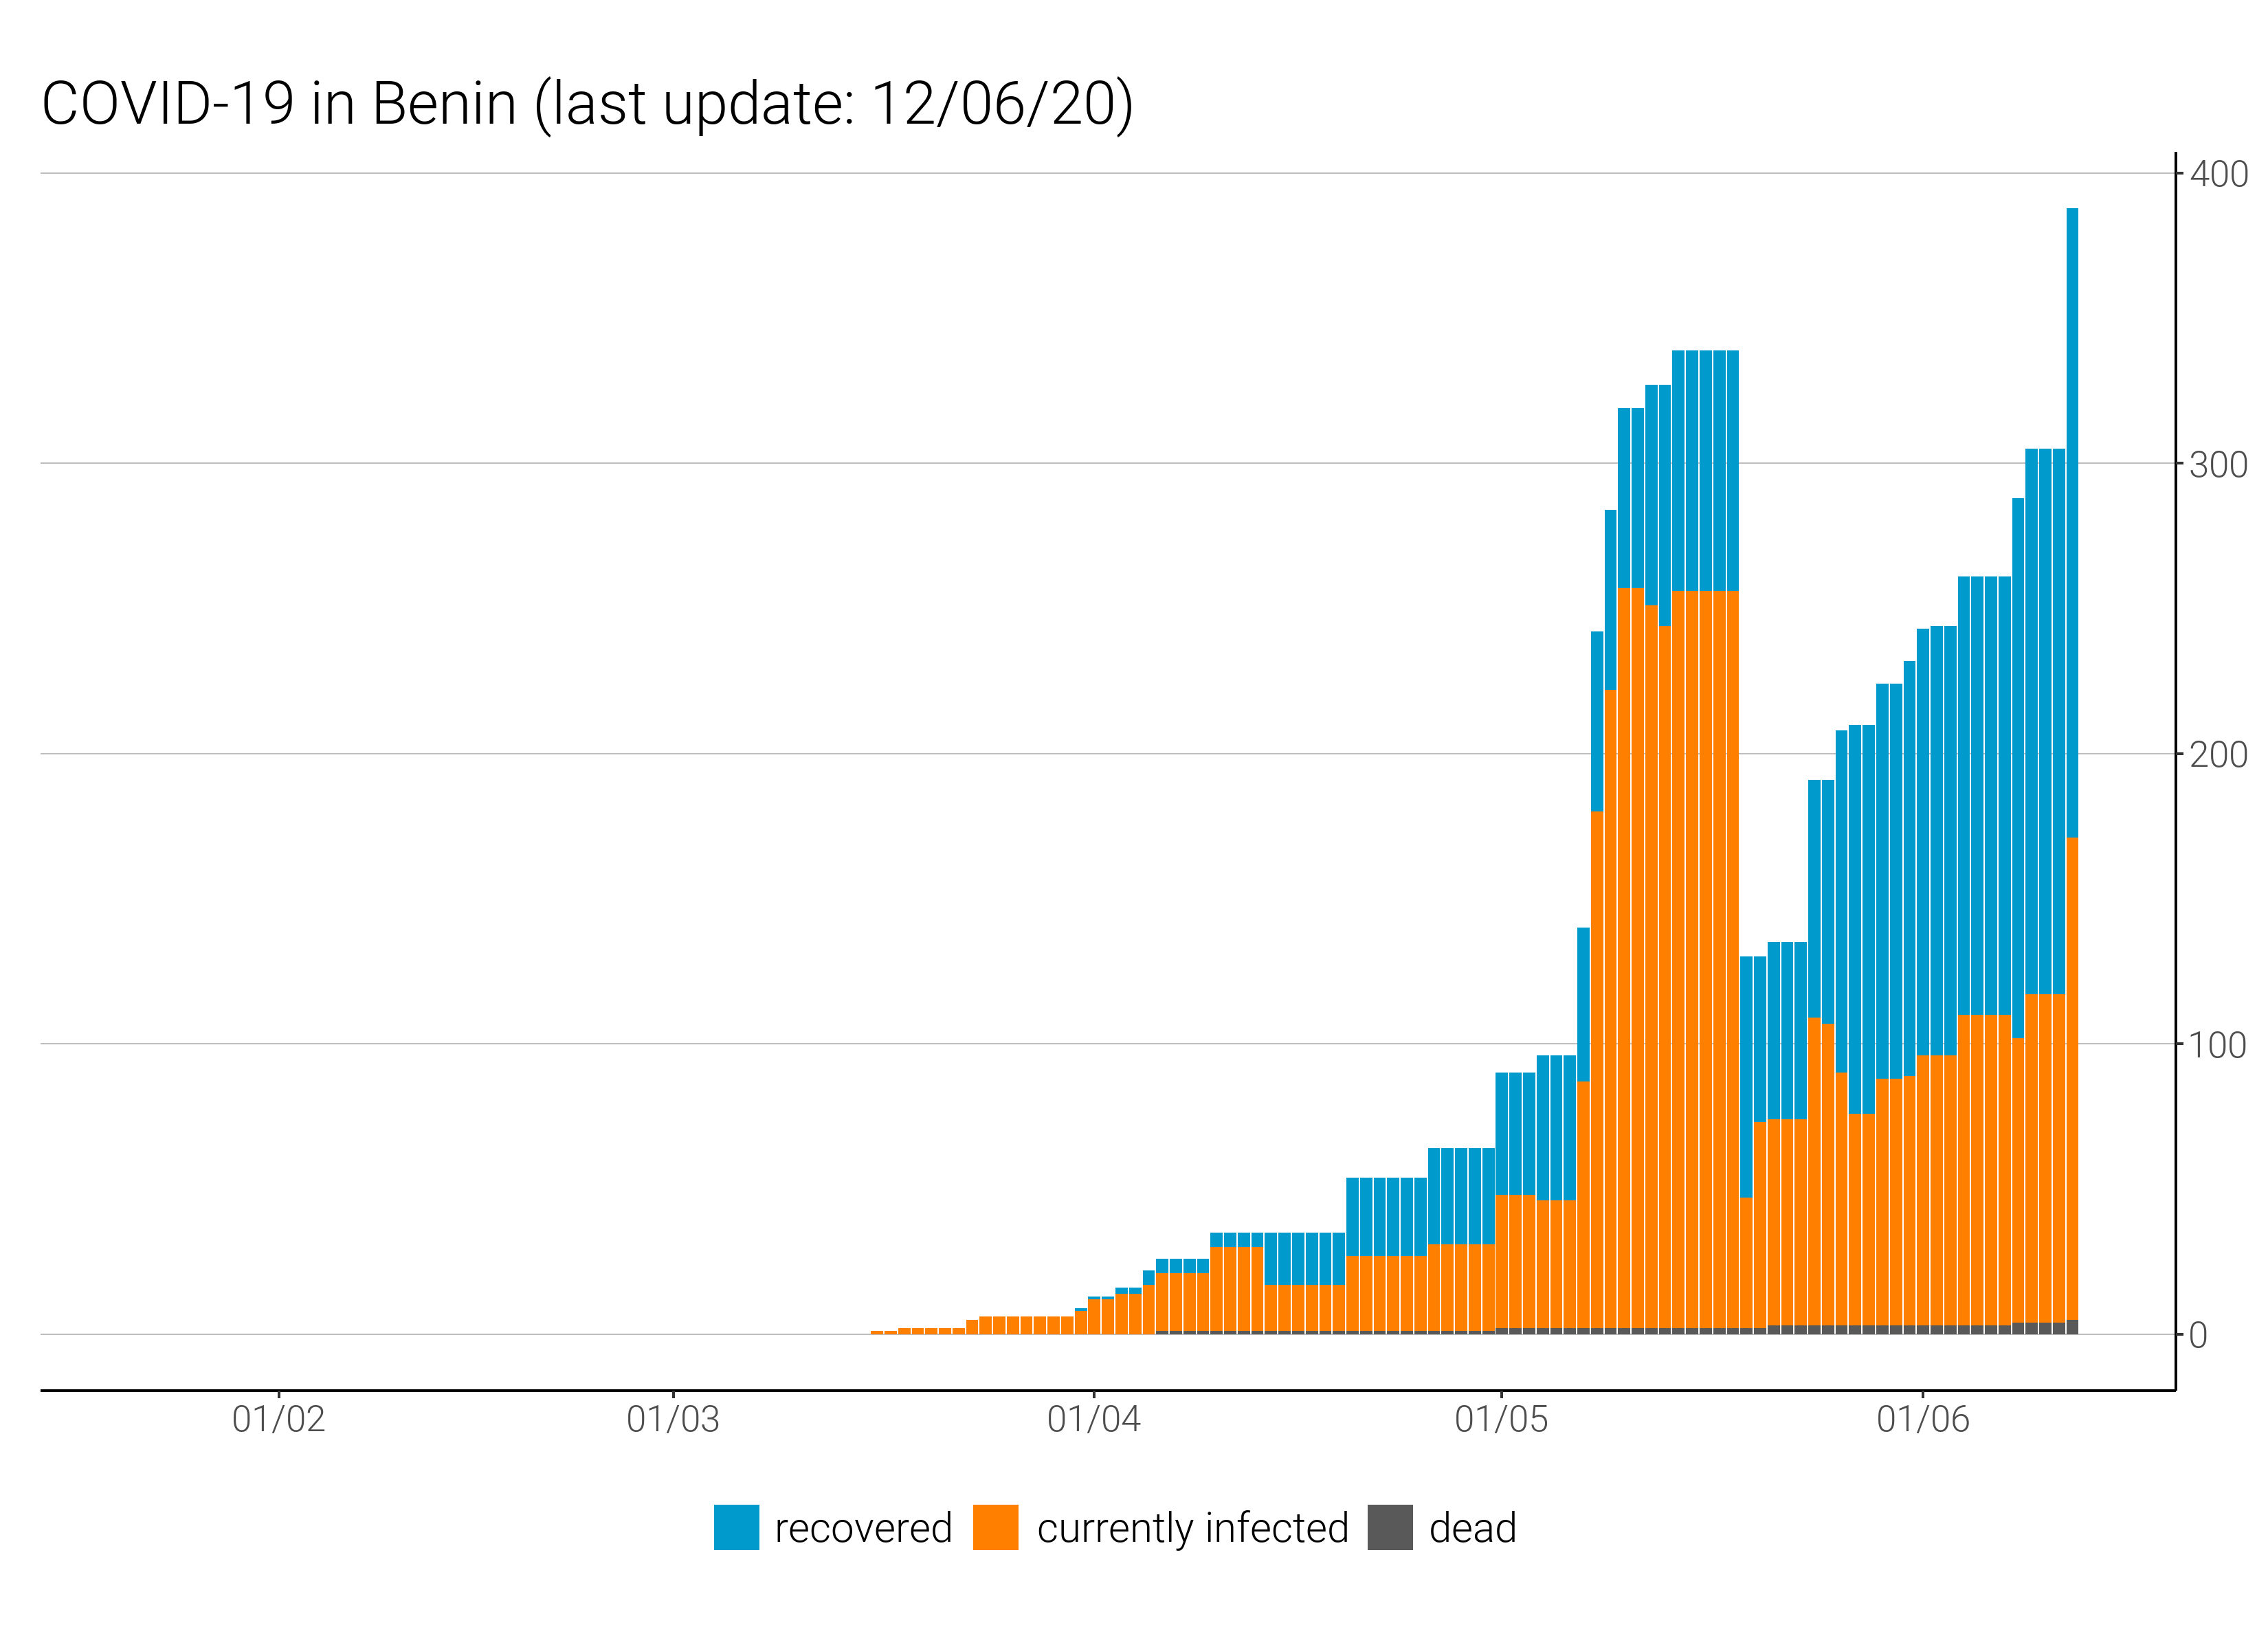 COVID-19 in Benin (last update: 12/06/20)
400
300
200
100
0
01/02 01/03 01/04 01/05 01/06
recovered currently infected dead